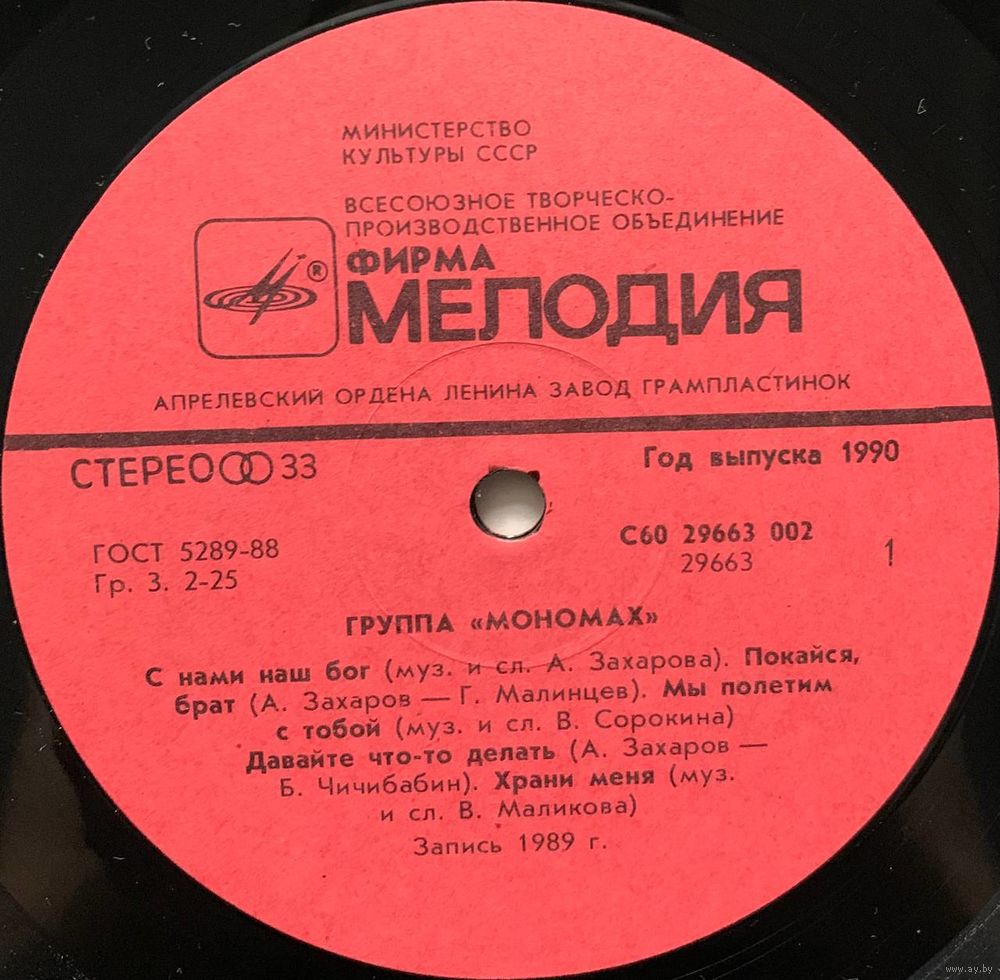 МИНИСТЕРСТВО
КУЛЬТУРЫ СССР
ВСЕСОЮЗНОЕ ТВОРЧЕСКО-
ПРОИЗВОДСТВЕННОЕ ОБЪЕДИНЕНИЕ
ФИРМА
®
МЕЛОДИЯ
АПРЕЛЕВСКИЙ ОРДЕНА ЛЕНИНА ЗАВОД ГРАМПЛАСТИНОК
СТЕРЕО 33
Год выпуска 1990
ГОСТ 5289-88
Гр. 3. 2-25
С60 29663 002
29663
1
ГРУППА «МОНОМАХ»
С нами наш бог (муз. и сл. А. Захарова). Покайся,
брат (А. Захаров — Г. Малинцев). Мы полетим
с тобой (муз. и сл. В. Сорокина)
Давайте что-то делать (А. Захаров —
Б. Чичибабин). Храни меня (муз.
и сл. В. Маликова)
Запись 1989 г.
www.ay.by